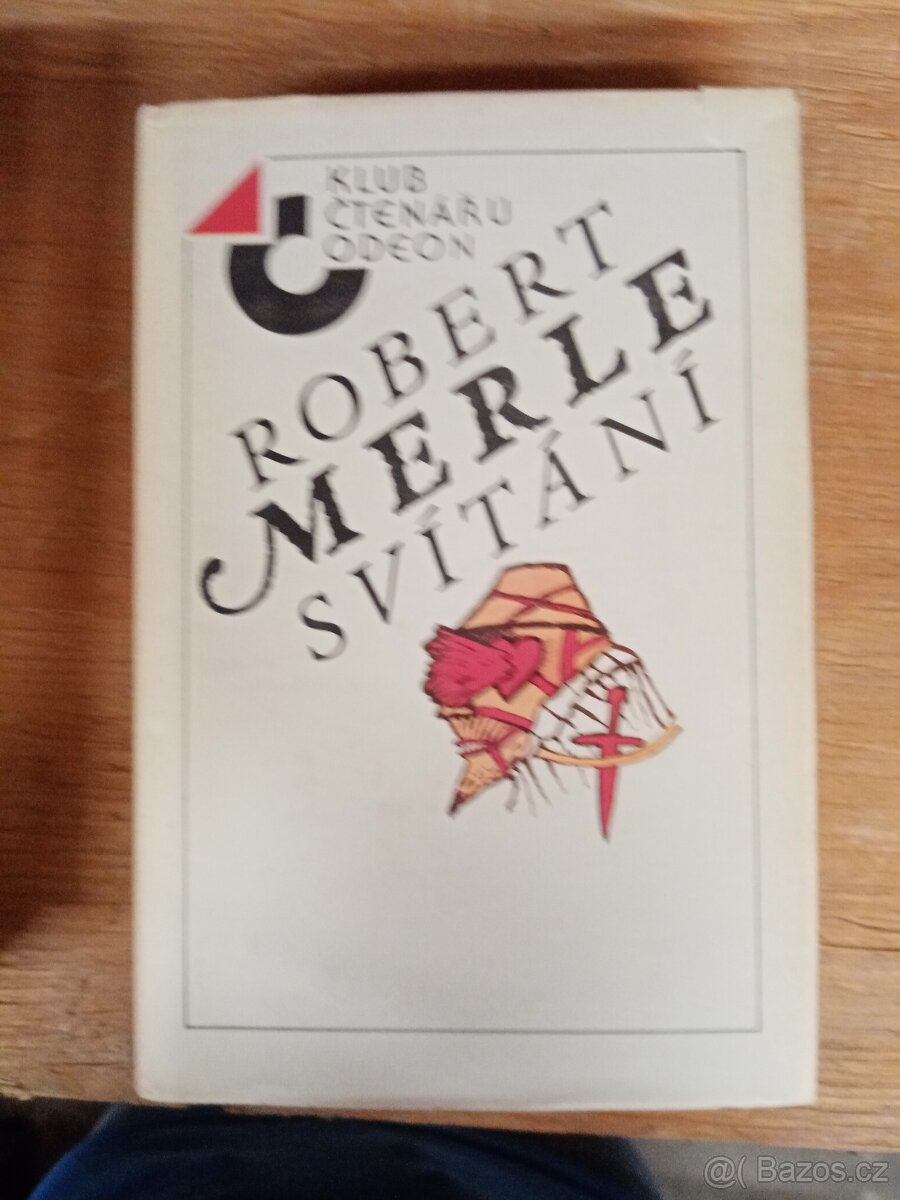 KLUB
ČTENÁŘŮ
ODEON
ROBERT
MERLE
SVÍTÁNÍ
@( Bazos.cz